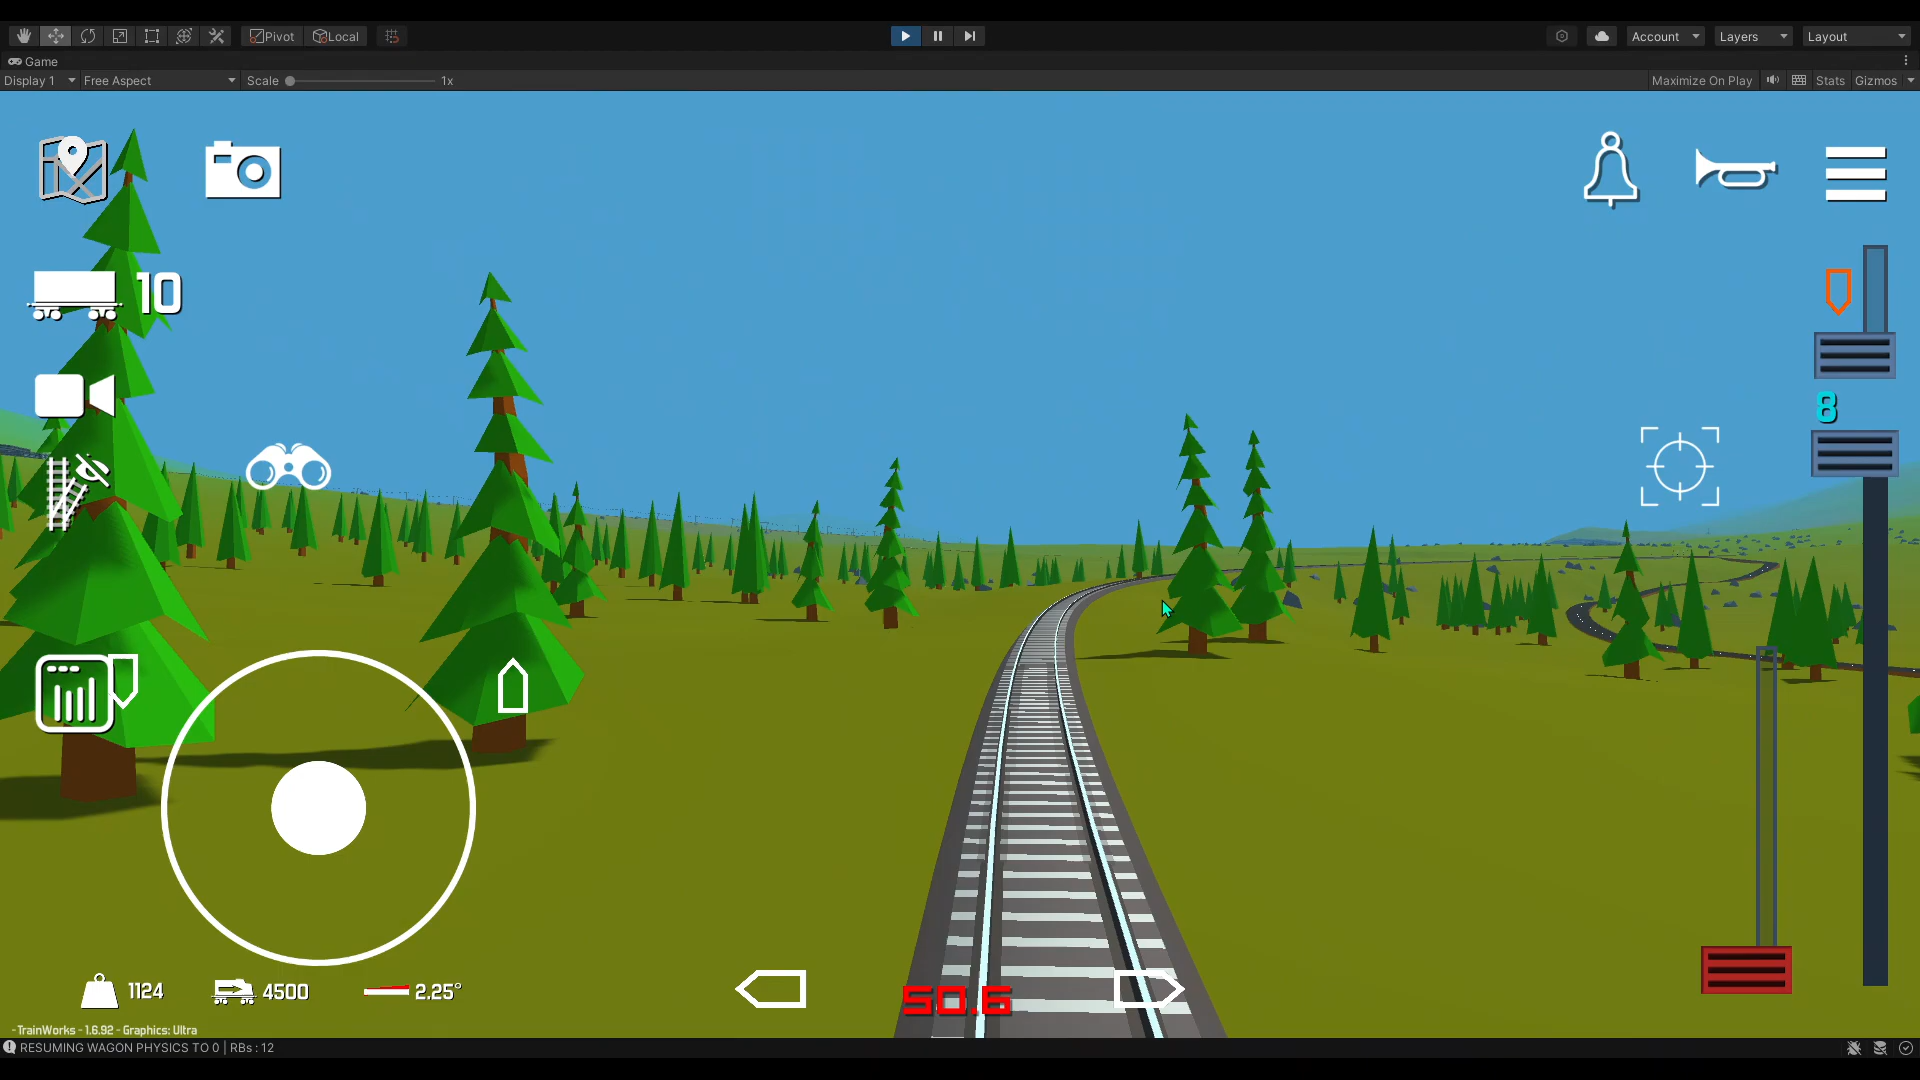 Pivot Local Account Layers Layout
Game
Display 1 Free Aspect Scale 1x Maximize On Play Stats Gizmos
10
8
1124 4500 2.25°
50.6
-TrainWorks - 1.6.92 - Graphics: Ultra
RESUMING WAGON PHYSICS TO 0 | RBs : 12